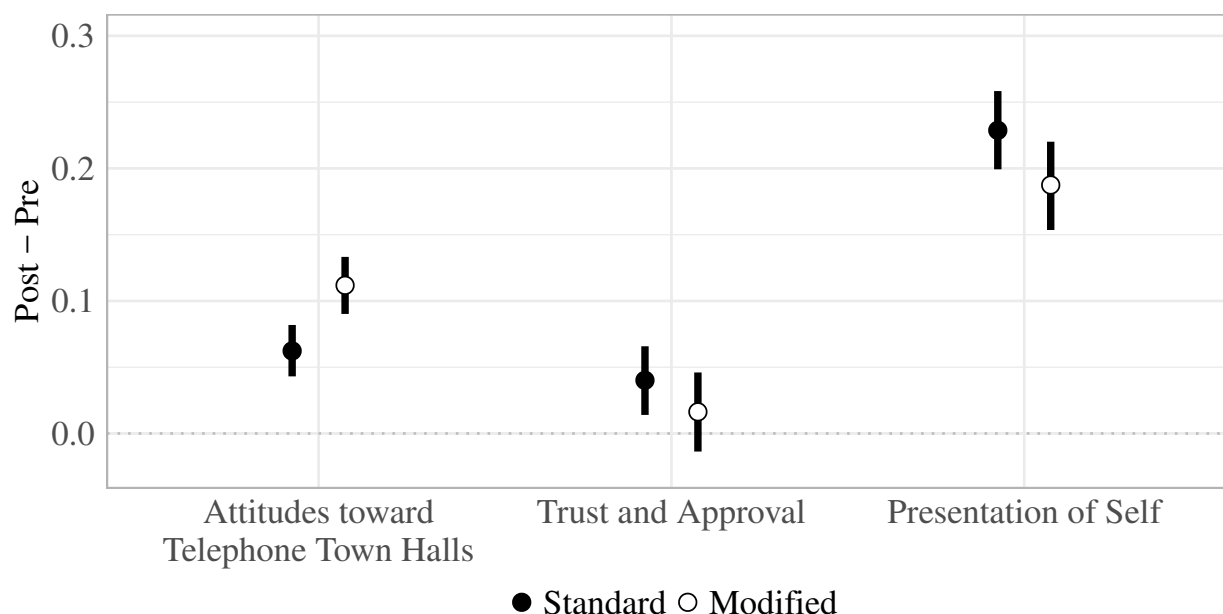 0.3
0.2
0.1
0.0
Post − Pre
Attitudes toward
Telephone Town Halls
Trust and Approval
Presentation of Self
Standard
Modified